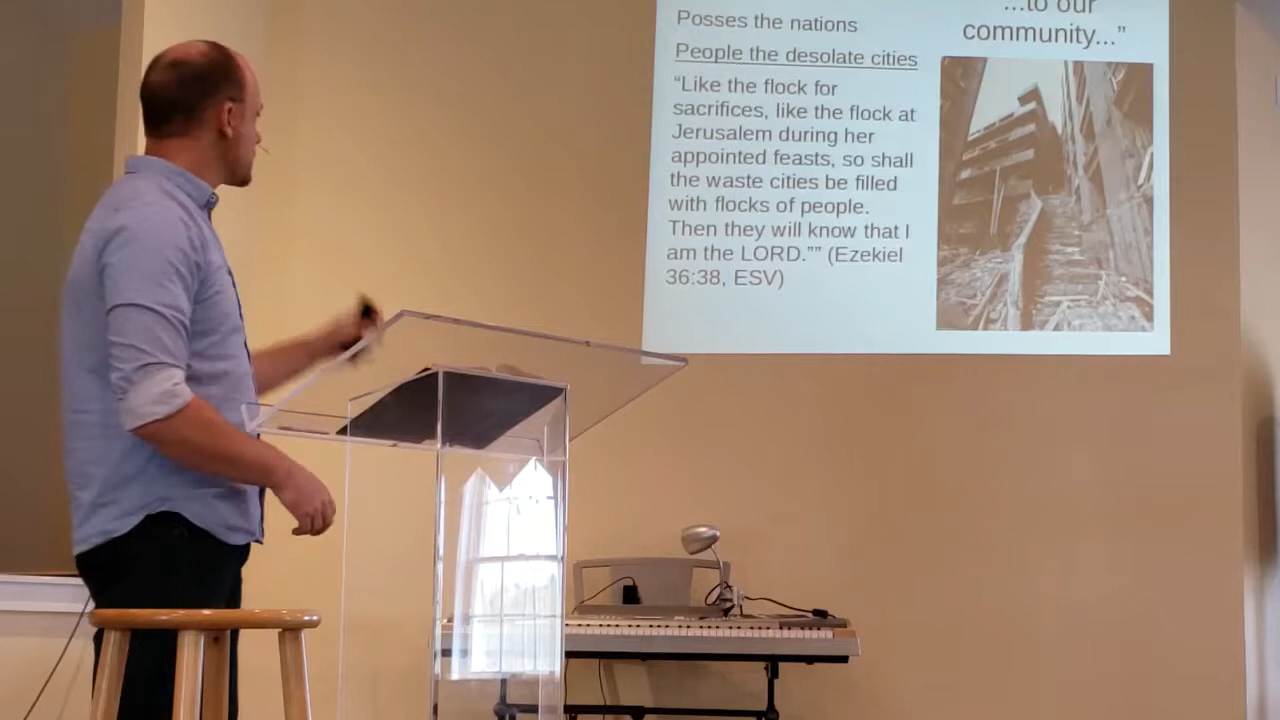 Posses the nations
People the desolate cities
“Like the flock for
sacrifices, like the flock at
Jerusalem during her
appointed feasts, so shall
the waste cities be filled
with flocks of people.
Then they will know that I
am the LORD.”” (Ezekiel
36:38, ESV)
...to our
community...”